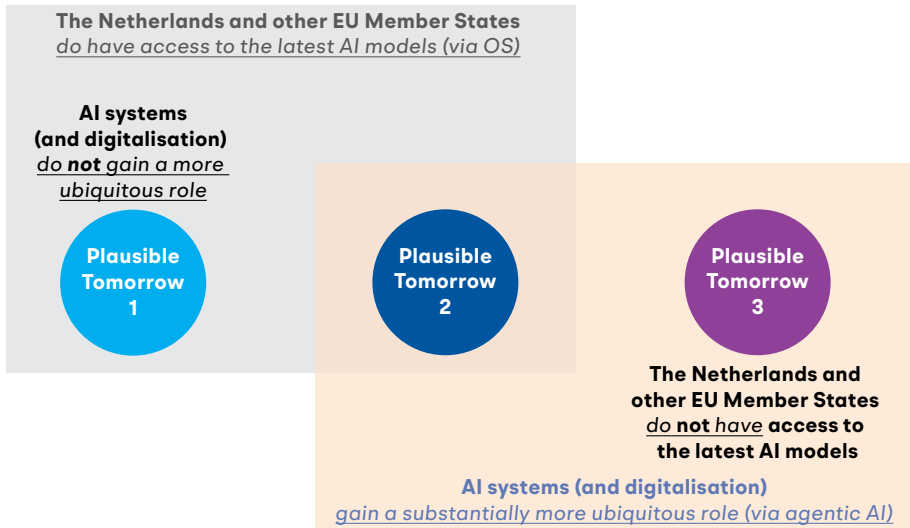 The Netherlands and other EU Member States
do have access to the latest AI models (via OS)
AI systems
(and digitalisation)
do not gain a more
ubiquitous role
Plausible
Tomorrow
1
Plausible
Tomorrow
2
Plausible
Tomorrow
3
The Netherlands and
other EU Member States
do not have access to
the latest AI models
AI systems (and digitalisation)
gain a substantially more ubiquitous role (via agentic AI)